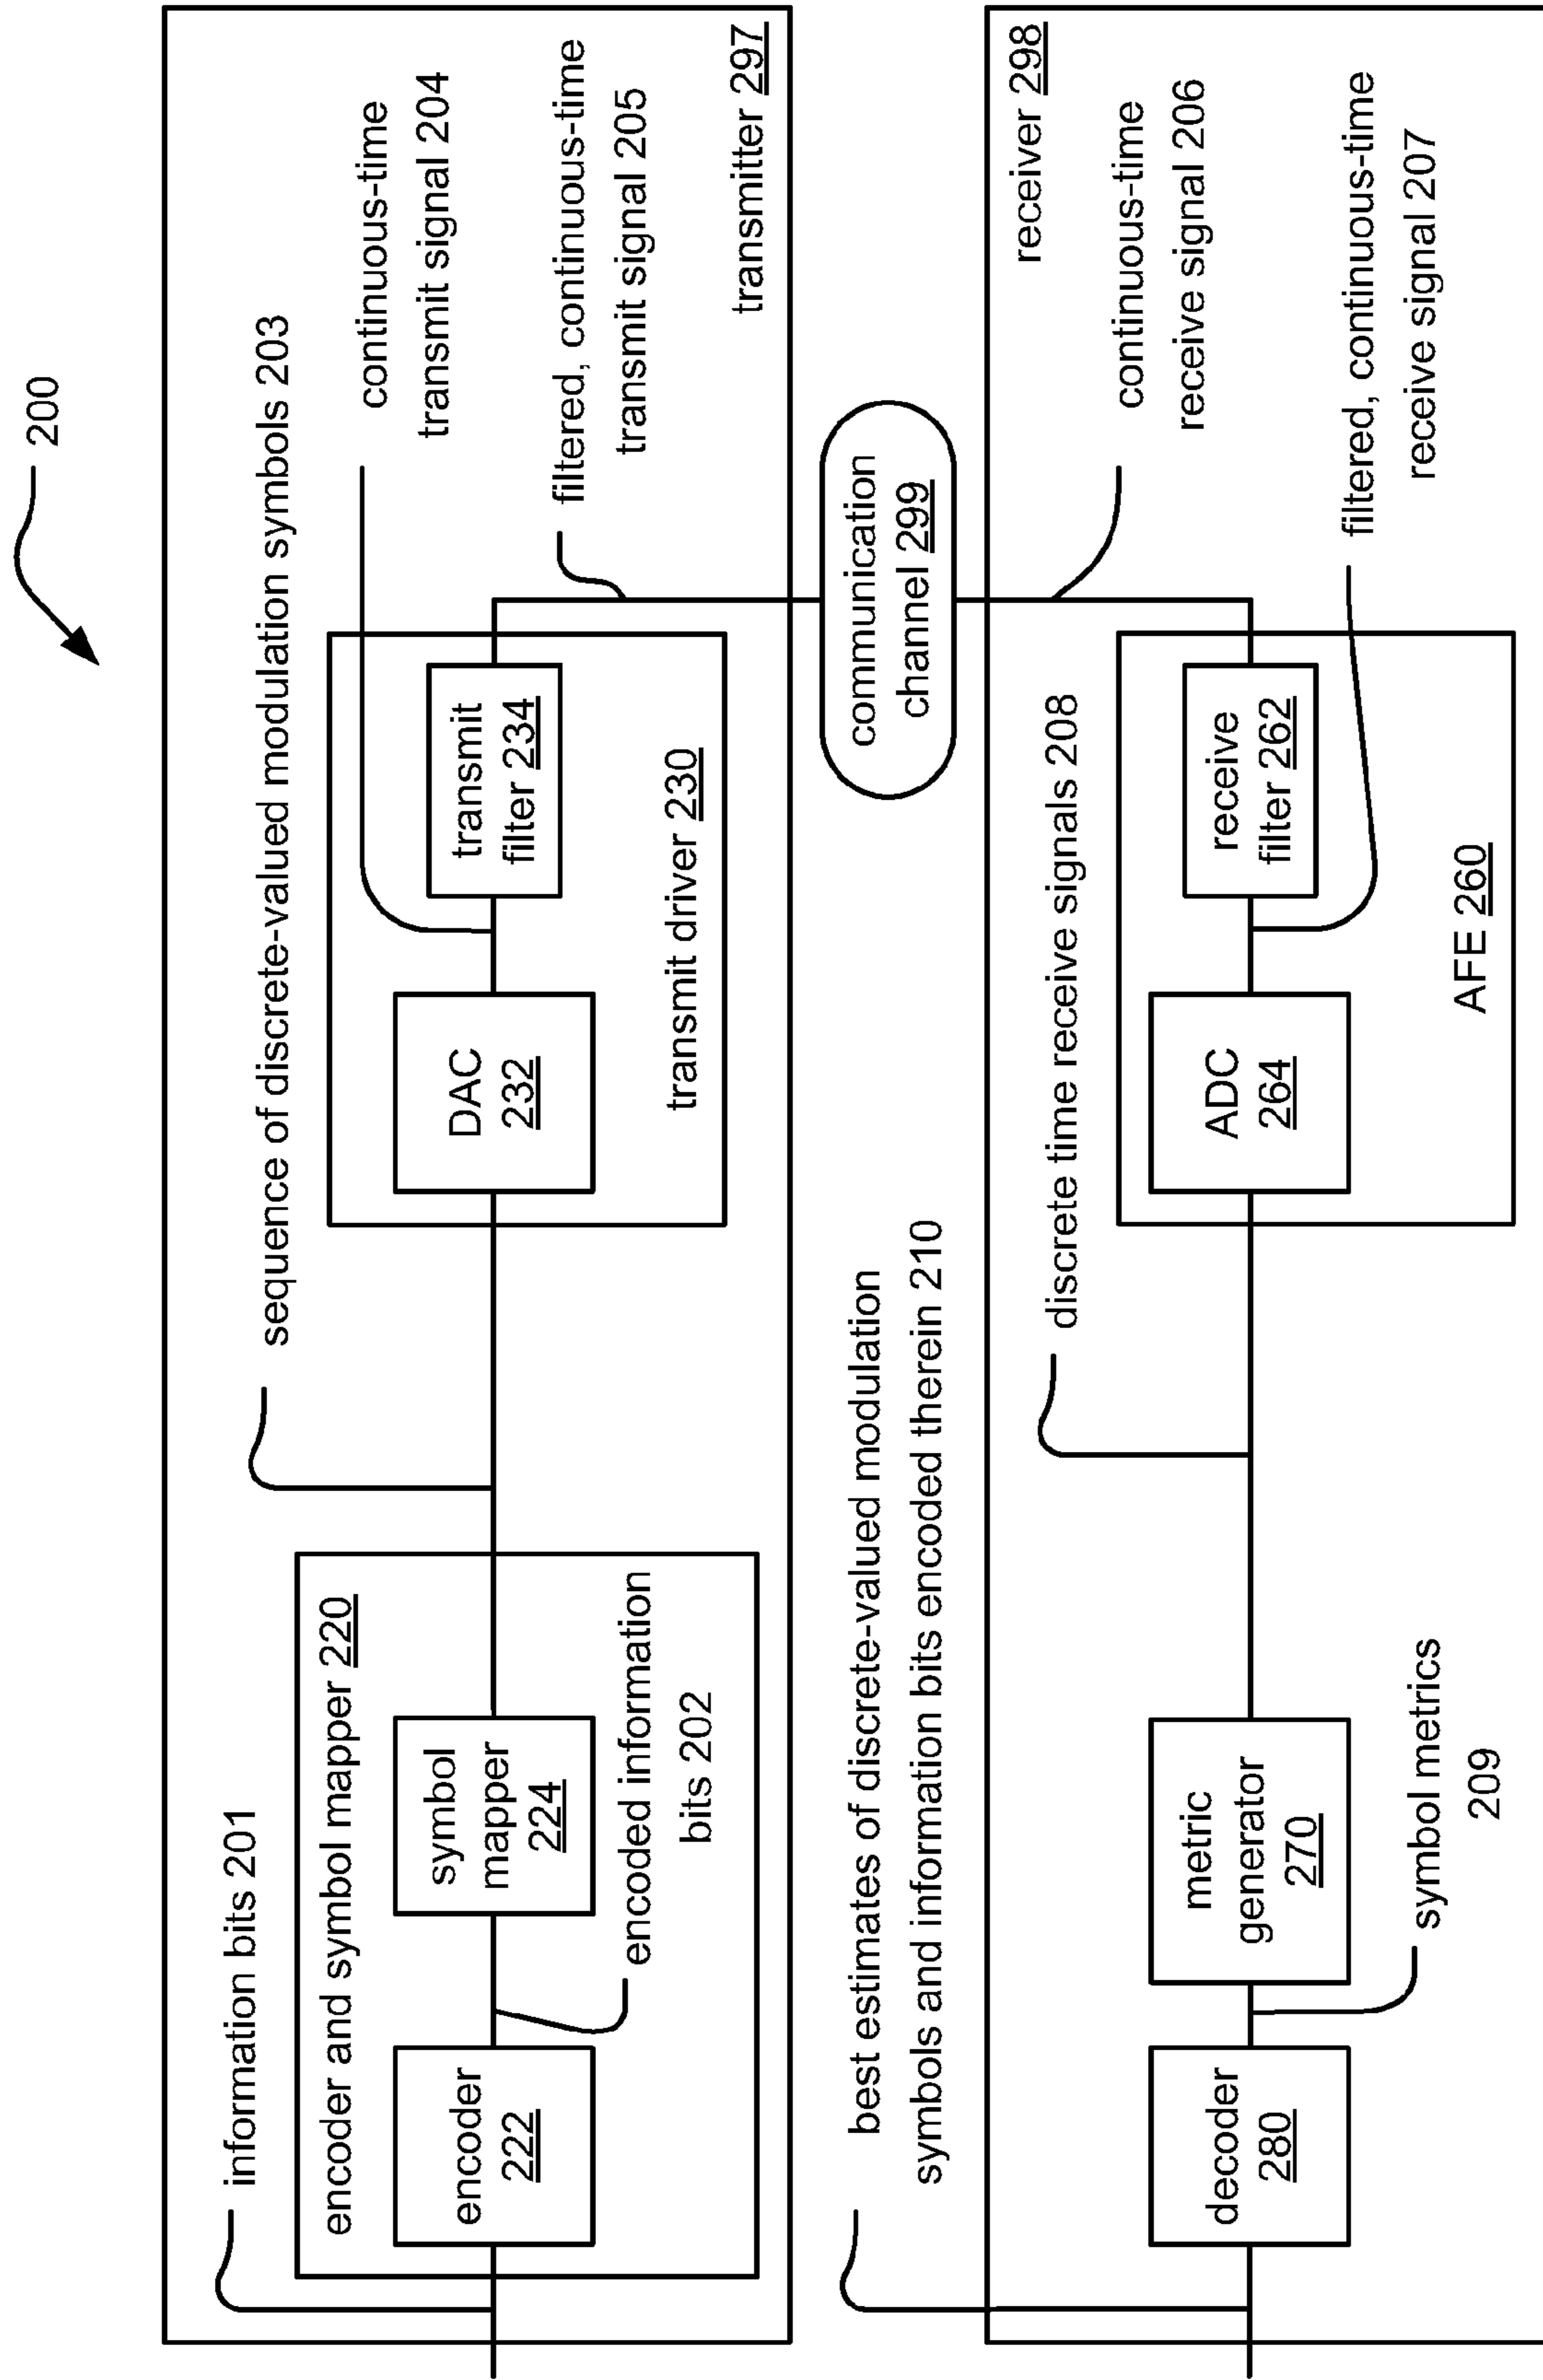 200
information bits 201
sequence of discrete-valued modulation symbols 203
encoder and symbol mapper 220
encoder
222
symbol
mapper
224
encoded information
bits 202
DAC
232
transmit
filter 234
transmit driver 230
continuous-time
transmit signal 204
filtered, continuous-time
transmit signal 205
transmitter 297
communication
channel 299
best estimates of discrete-valued modulation
symbols and information bits encoded therein 210
discrete time receive signals 208
receiver 298
continuous-time
receive signal 206
filtered, continuous-time
receive signal 207
decoder
280
metric
generator
270
symbol metrics
209
ADC
264
receive
filter 262
AFE 260